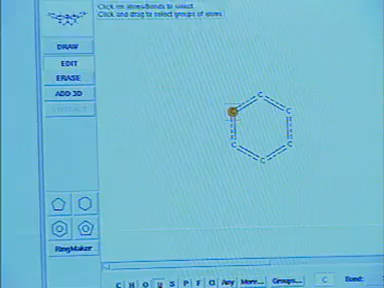 Click on atoms/bonds to select
Click and drag to select groups of atoms
DRAW
EDIT
ERASE
ADD 3D
C
C
C
C
C
RingMaker
C H O N S P F Cl Any More... Groups... C Bond: